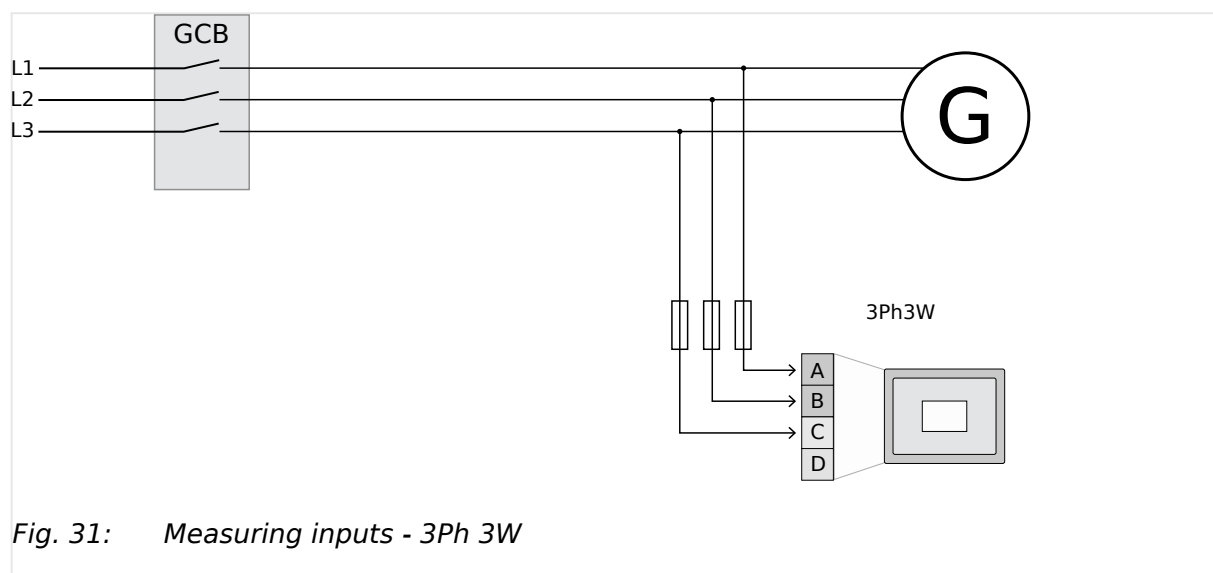 GCB
L1
L2
L3
G
3Ph3W
A
B
C
D
Fig. 31: Measuring inputs - 3Ph 3W